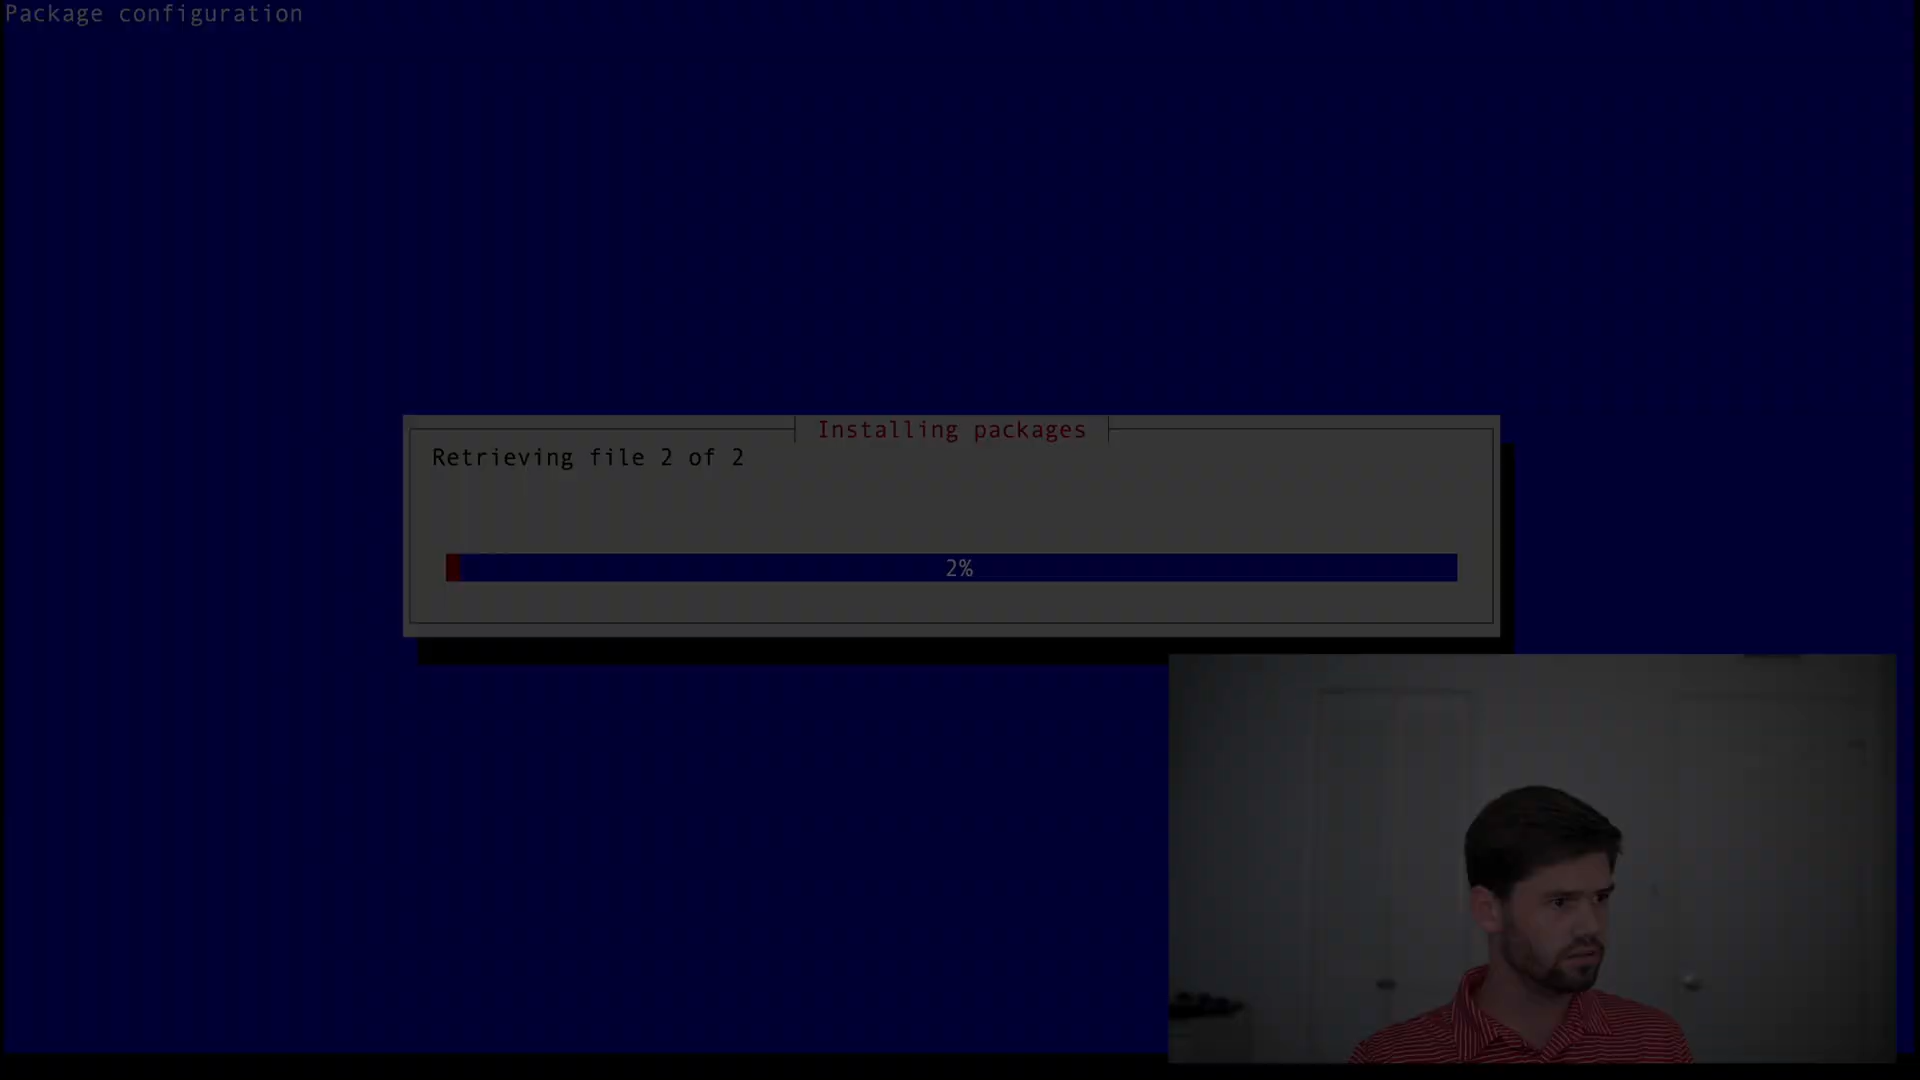 Package configuration
Installing packages
Retrieving file 2 of 2
2%